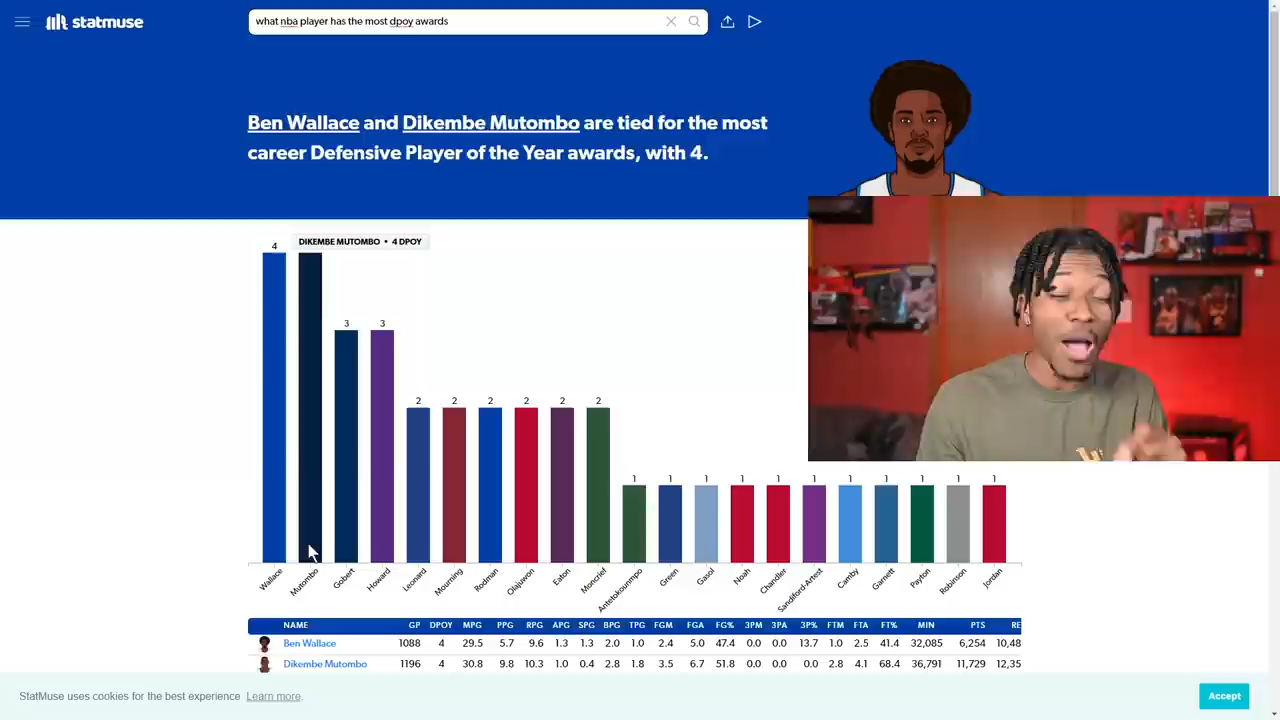 statmuse
what nba player has the most dpoy awards
Ben Wallace and Dikembe Mutombo are tied for the most
career Defensive Player of the Year awards, with 4.
DIKEMBE MUTOMBO • 4 DPOY
4
3
3
2
2
2
2
2
2
1
1
1
1
1
1
1
1
1
1
1
Wallace
Mutombo
Gobert
Howard
Leonard
Mourning
Rodman
Olajuwon
Eaton
Moncrief
Antetokounmpo
Green
Gasol
Noah
Chandler
Sandiford-Artest
Camby
Garnett
Payton
Robinson
Jordan
NAME GP DPOY MPG PPG RPG APG SPG BPG TPG FGM FGA FG% 3PM 3PA 3P% FTM FTA FT% MIN PTS RE
Ben Wallace 1088 4 29.5 5.7 9.6 1.3 1.3 2.0 1.0 2.4 5.0 47.4 0.0 0.0 13.7 1.0 2.5 41.4 32,085 6,254 10,48
Dikembe Mutombo 1196 4 30.8 9.8 10.3 1.0 0.4 2.8 1.8 3.5 6.7 51.8 0.0 0.0 0.0 2.8 4.1 68.4 36,791 11,729 12,35
StatMuse uses cookies for the best experience Learn more.
Accept